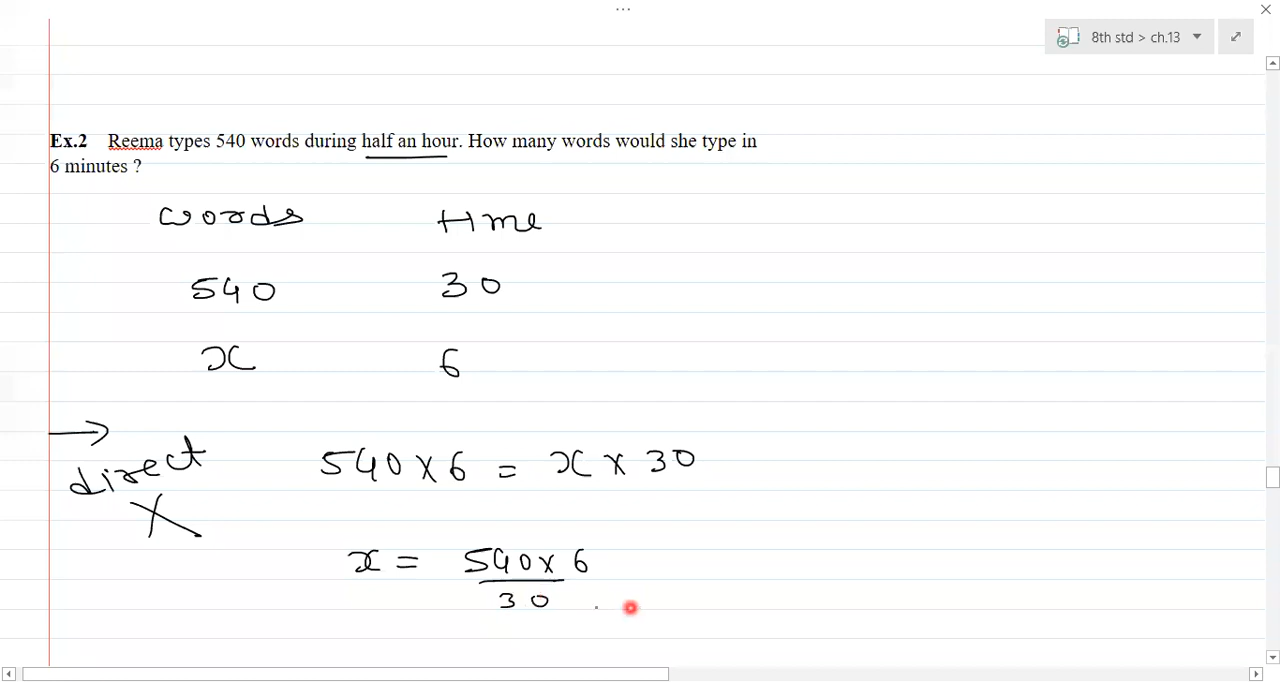 ...
8th std > ch.13
Ex.2 Reema types 540 words during half an hour. How many words would she type in
6 minutes ?
words time
540 30
x 6
→
direct 540 x 6 = x x 30
x = 540 x 6
30